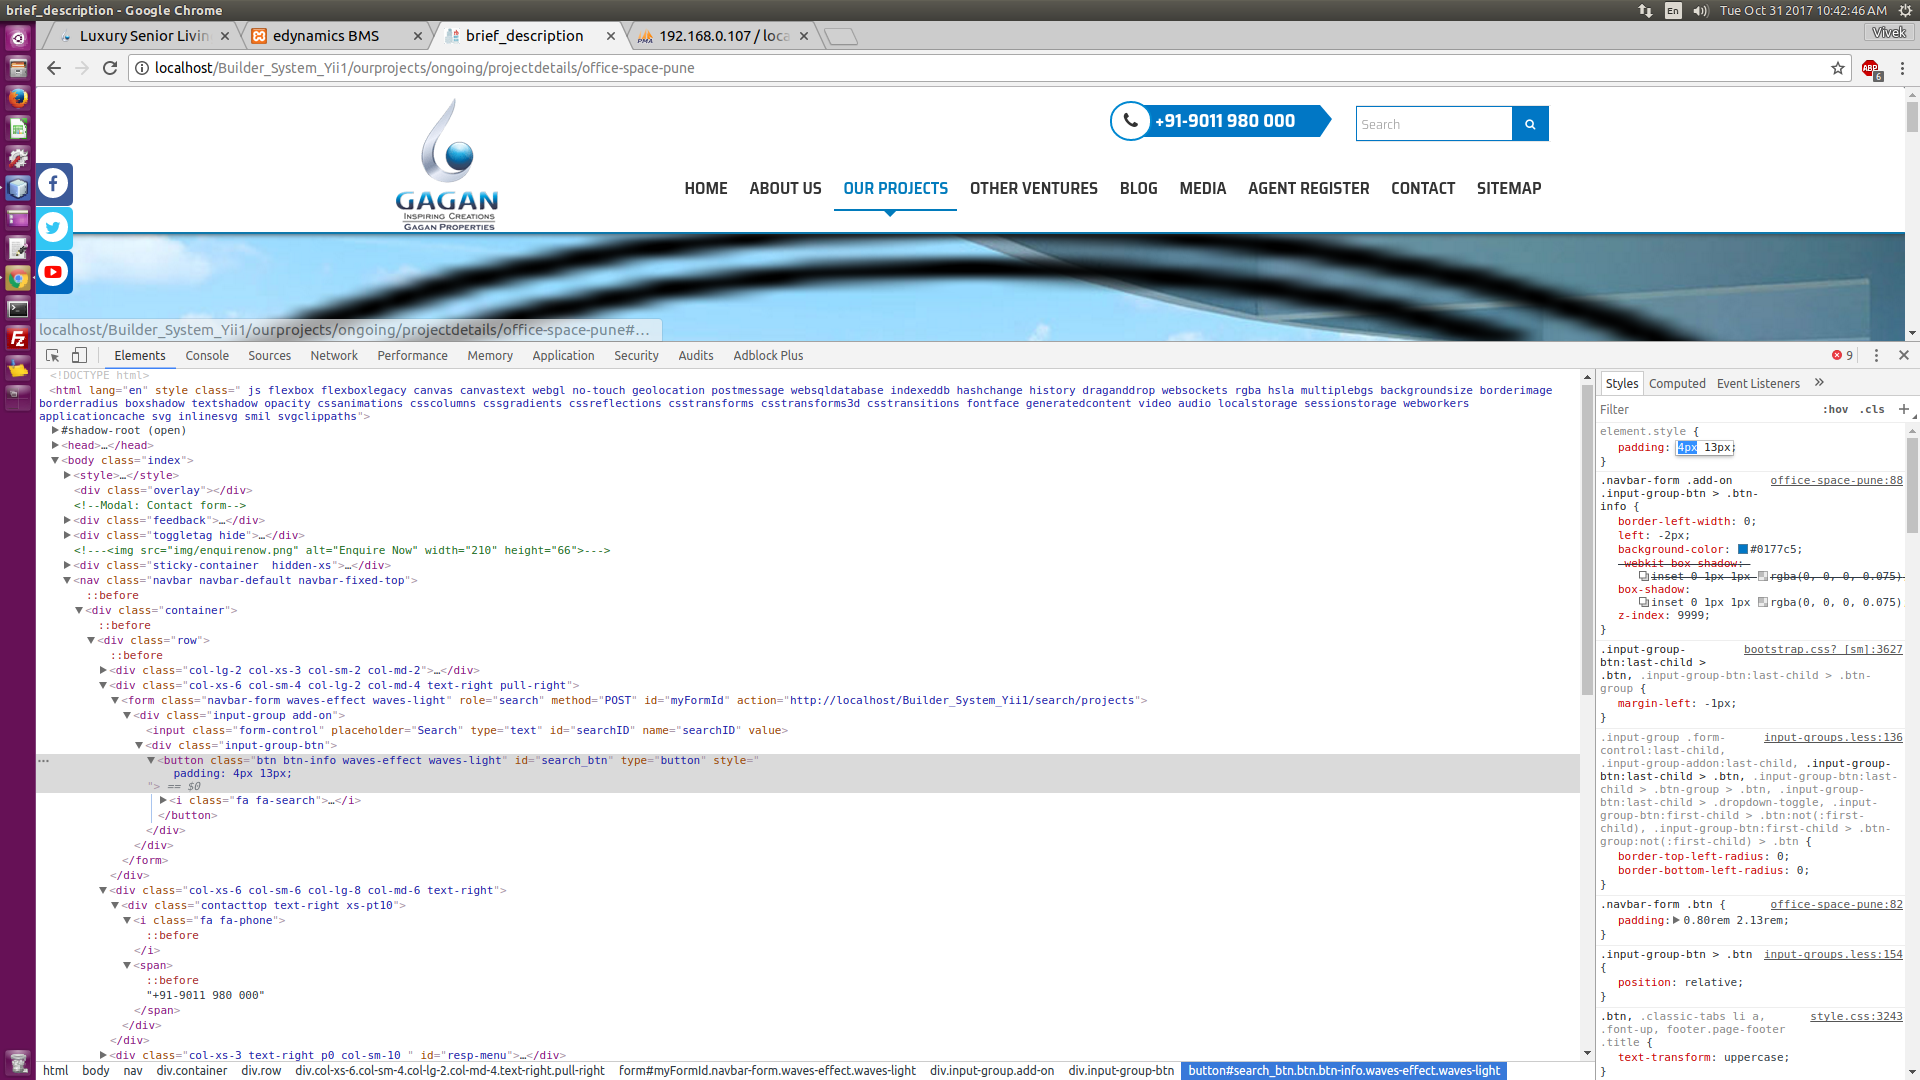 brief_description - Google Chrome
En
Tue Oct 31 2017 10:42:46 AM
Luxury Senior Livin
edynamics BMS
brief_description
192.168.0.107 / loca
Vivek
localhost/Builder_System_Yii1/ourprojects/ongoing/projectdetails/office-space-pune
ABP
6
+91-9011 980 000
Search
GAGAN
INSPIRING CREATIONS
GAGAN PROPERTIES
HOME
ABOUT US
OUR PROJECTS
OTHER VENTURES
BLOG
MEDIA
AGENT REGISTER
CONTACT
SITEMAP
localhost/Builder_System_Yii1/ourprojects/ongoing/projectdetails/office-space-pune#...
Elements
Console
Sources
Network
Performance
Memory
Application
Security
Audits
Adblock Plus
9
<!DOCTYPE html>
<html lang="en" style class=" js flexbox flexboxlegacy canvas canvastext webgl no-touch geolocation postmessage websqldatabase indexeddb hashchange history draganddrop websockets rgba hsla multiplebgs backgroundsize borderimage
borderradius boxshadow textshadow opacity cssanimations csscolumns cssgradients cssreflections csstransforms csstransforms3d csstransitions fontface generatedcontent video audio localstorage sessionstorage webworkers
applicationcache svg inlinesvg smil svgclippaths">
#shadow-root (open)
<head>…</head>
<body class="index">
<style>…</style>
<div class="overlay"></div>
<!--Modal: Contact form-->
<div class="feedback">…</div>
<div class="toggletag hide">…</div>
<!---<img src="img/enquirenow.png" alt="Enquire Now" width="210" height="66">--->
<div class="sticky-container  hidden-xs">…</div>
<nav class="navbar navbar-default navbar-fixed-top">
::before
<div class="container">
::before
<div class="row">
::before
<div class="col-lg-2 col-xs-3 col-sm-2 col-md-2">…</div>
<div class="col-xs-6 col-sm-4 col-lg-2 col-md-4 text-right pull-right">
<form class="navbar-form waves-effect waves-light" role="search" method="POST" id="myFormId" action="http://localhost/Builder_System_Yii1/search/projects">
<div class="input-group add-on">
<input class="form-control" placeholder="Search" type="text" id="searchID" name="searchID" value>
<div class="input-group-btn">
<button class="btn btn-info waves-effect waves-light" id="search_btn" type="button" style="
padding: 4px 13px;
"> == $0
<i class="fa fa-search">…</i>
</button>
</div>
</div>
</form>
</div>
<div class="col-xs-6 col-sm-6 col-lg-8 col-md-6 text-right">
<div class="contacttop text-right xs-pt10">
<i class="fa fa-phone">
::before
</i>
<span>
::before
"+91-9011 980 000"
</span>
</div>
</div>
<div class="col-xs-3 text-right p0 col-sm-10 " id="resp-menu">…</div>
html
body
nav
div.container
div.row
div.col-xs-6.col-sm-4.col-lg-2.col-md-4.text-right.pull-right
form#myFormId.navbar-form.waves-effect.waves-light
div.input-group.add-on
div.input-group-btn
button#search_btn.btn.btn-info.waves-effect.waves-light
Styles
Computed
Event Listeners
Filter
:hov
.cls
element.style {
padding: 4px 13px;
}
.navbar-form .add-on office-space-pune:88
.input-group-btn > .btn-
info {
border-left-width: 0;
left: -2px;
background-color: #0177c5;
-webkit-box-shadow:
inset 0 1px 1px rgba(0, 0, 0, 0.075);
box-shadow:
inset 0 1px 1px rgba(0, 0, 0, 0.075);
z-index: 9999;
}
.input-group- bootstrap.css? [sm]:3627
btn:last-child >
.btn, .input-group-btn:last-child > .btn-
group {
margin-left: -1px;
}
.input-group .form- input-groups.less:136
control:last-child,
.input-group-addon:last-child, .input-group-
btn:last-child > .btn, .input-group-btn:last-
child > .btn-group > .btn, .input-group-
btn:last-child > .dropdown-toggle, .input-
group-btn:first-child > .btn:not(:first-
child), .input-group-btn:first-child > .btn-
group:not(:first-child) > .btn {
border-top-left-radius: 0;
border-bottom-left-radius: 0;
}
.navbar-form .btn { office-space-pune:82
padding: 0.80rem 2.13rem;
}
.input-group-btn > .btn input-groups.less:154
{
position: relative;
}
.btn, .classic-tabs li a, style.css:3243
.font-up, footer.page-footer
.title {
text-transform: uppercase;
}